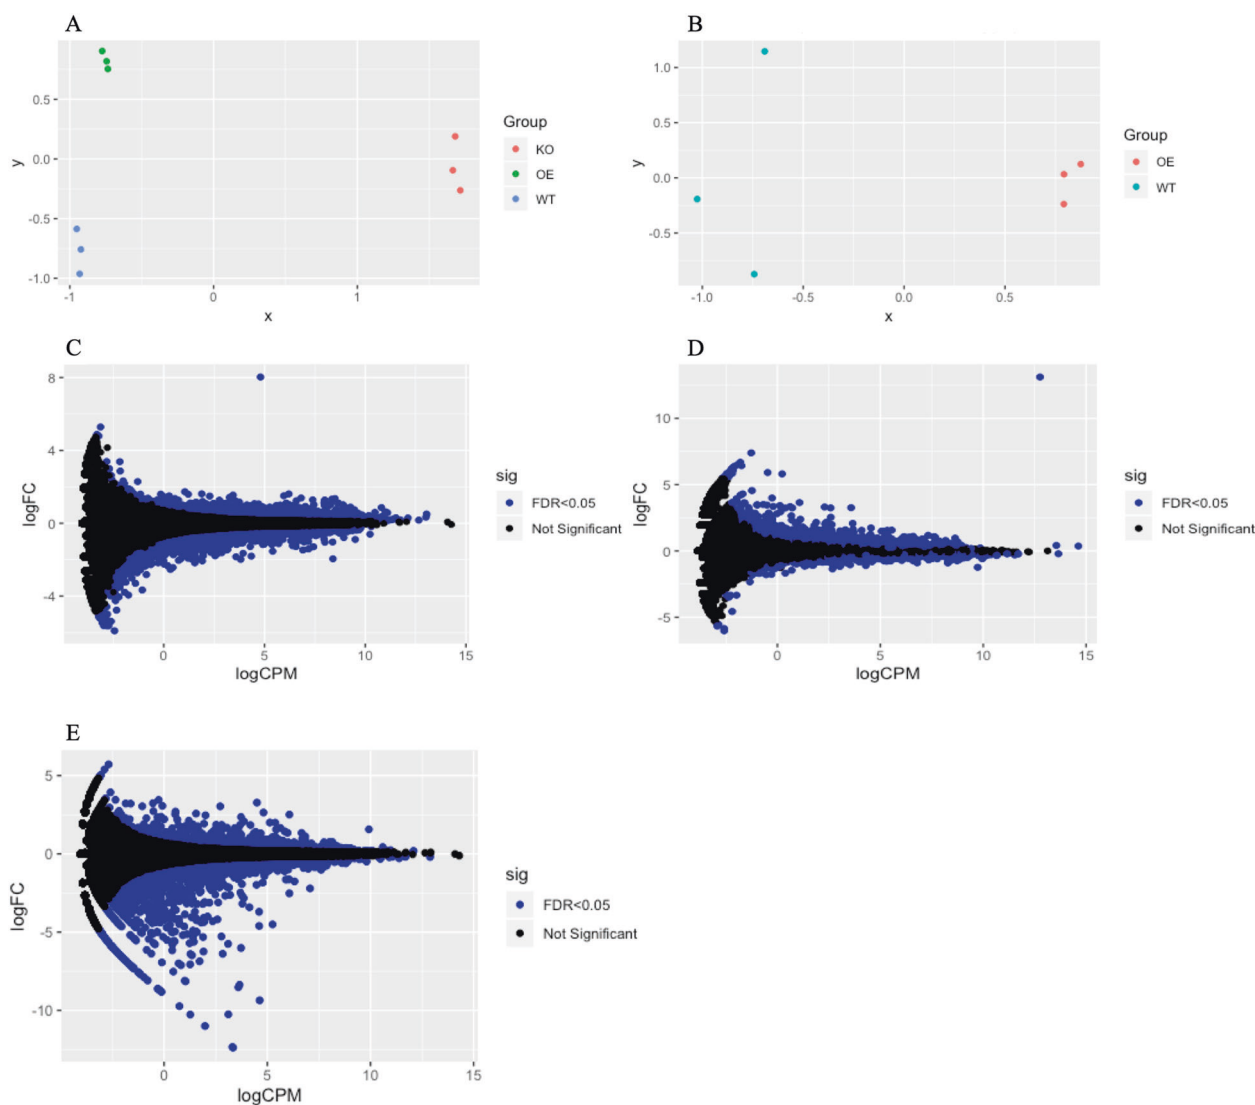 A
0.5
0.0
-0.5
-1.0
y
-1
0
1
x
Group
KO
OE
WT
B
1.0
0.5
0.0
-0.5
y
-1.0
-0.5
0.0
0.5
x
Group
OE
WT
C
8
4
0
-4
logFC
0
5
10
15
logCPM
sig
FDR<0.05
Not Significant
D
10
5
0
-5
logFC
0
5
10
15
logCPM
sig
FDR<0.05
Not Significant
E
5
0
-5
-10
logFC
0
5
10
15
logCPM
sig
FDR<0.05
Not Significant